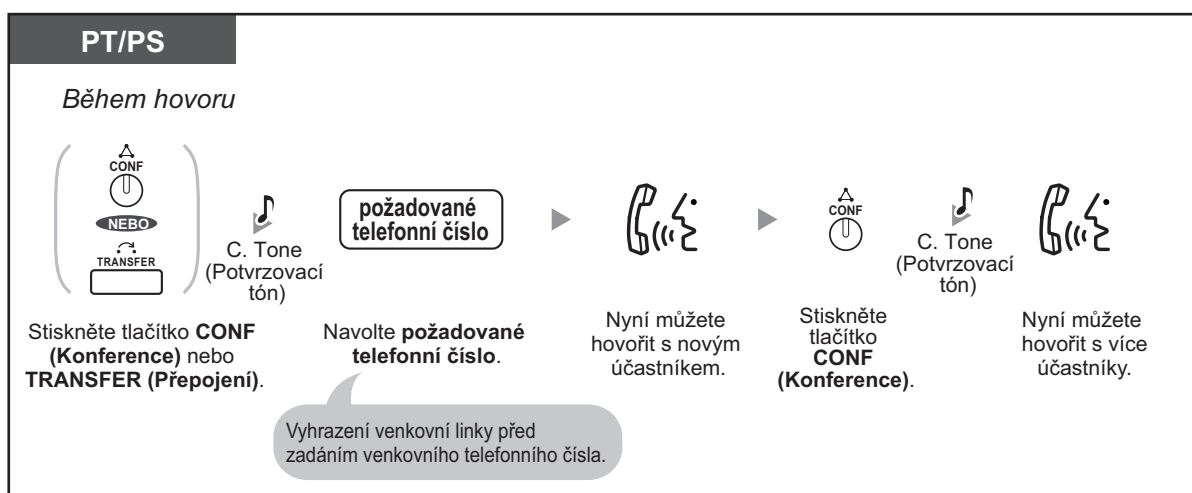 PT/PS
Během hovoru
CONF
NEBO
TRANSFER
C. Tone
(Potvrzovací
tón)
požadované
telefonní číslo
CONF
C. Tone
(Potvrzovací
tón)
Stiskněte tlačítko CONF
(Konference) nebo
TRANSFER (Přepojení).
Navolte požadované
telefonní číslo.
Nyní můžete
hovořit s novým
účastníkem.
Stiskněte
tlačítko
CONF
(Konference).
Nyní můžete
hovořit s více
účastníky.
Vyhrazení venkovní linky před
zadáním venkovního telefonního čísla.